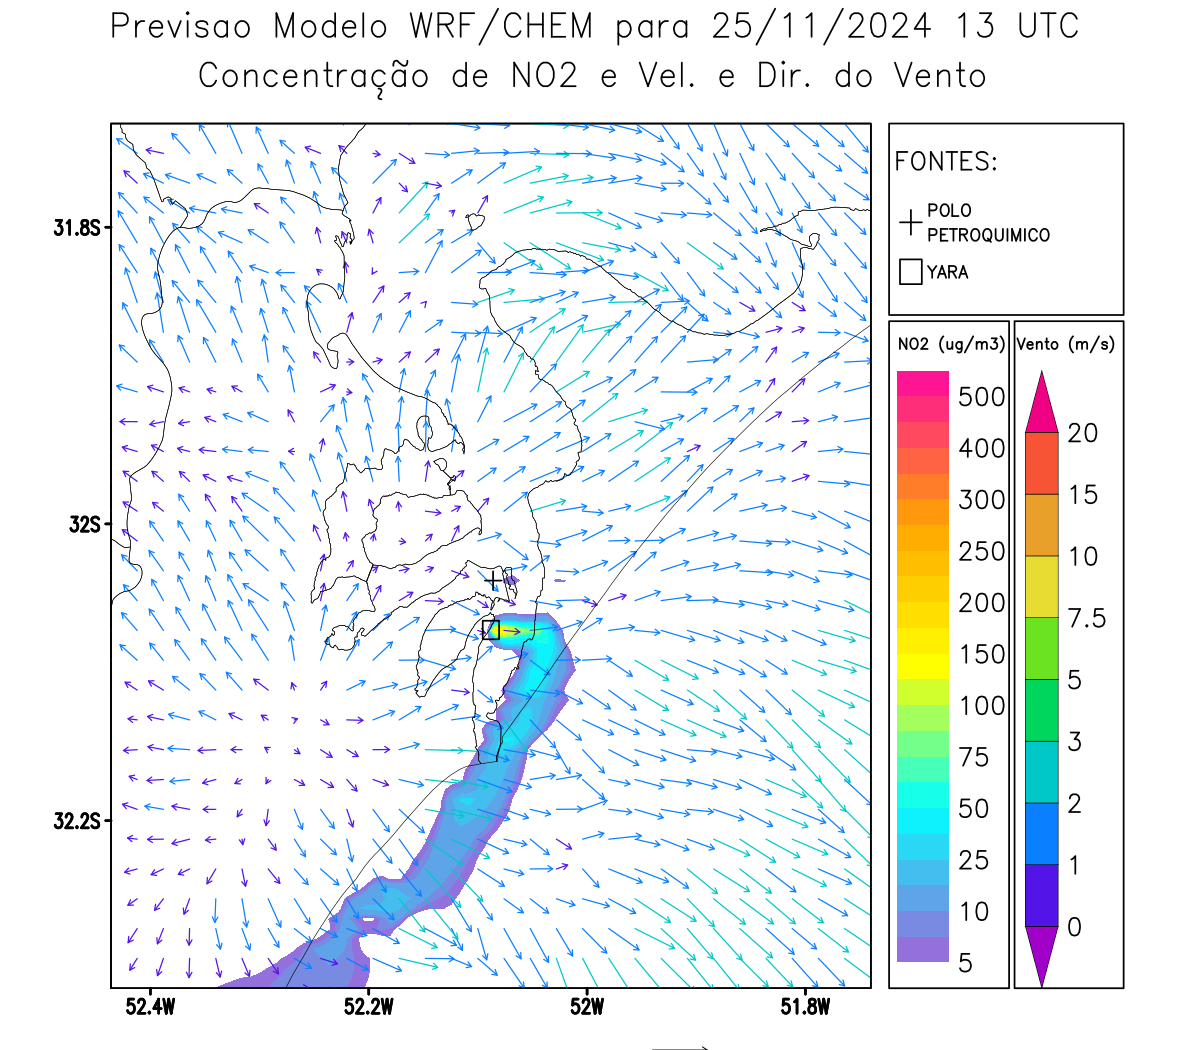 Previsao Modelo WRF/CHEM para 25/11/2024 13 UTC
Concentração de NO2 e Vel. e Dir. do Vento
FONTES:
POLO
PETROQUIMICO
YARA
NO2 (ug/m3)
500
400
300
250
200
150
100
75
50
25
10
5
Vento (m/s)
20
15
10
7.5
5
3
2
1
0
31.8S
32S
32.2S
52.4W
52.2W
52W
51.8W